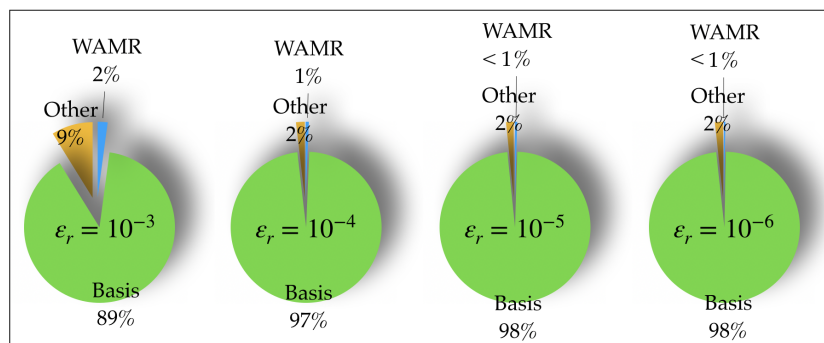 WAMR
2%
Other
9%
εr = 10−3
Basis
89%
WAMR
1%
Other
2%
εr = 10−4
Basis
97%
WAMR
< 1%
Other
2%
εr = 10−5
Basis
98%
WAMR
< 1%
Other
2%
εr = 10−6
Basis
98%